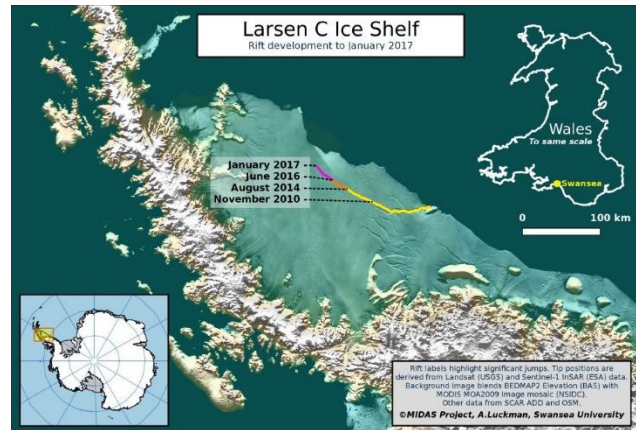 Larsen C Ice Shelf
Rift development to January 2017
Wales
To same scale
Swansea
0 100 km
January 2017
June 2016
August 2014
November 2010
Rift labels highlight significant jumps. Tip positions are
derived from Landsat (USGS) and Sentinel-1 InSAR (ESA) data.
Background image blends BEDMAP2 Elevation (BAS) with
MODIS MOA2009 Image mosaic (NSIDC).
Other data from SCAR ADD and OSM.
©MIDAS Project, A.Luckman, Swansea University